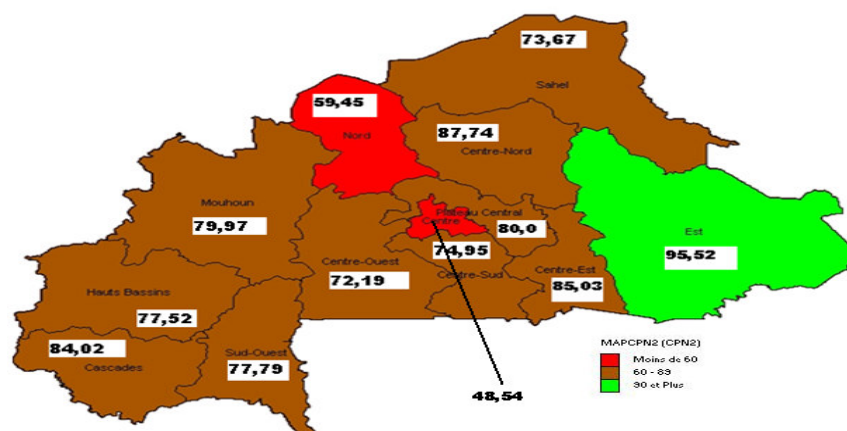 73,67
Sahel
59,45
Nord
87,74
Centre-Nord
Mouhoun
79,97
Plateau Central
Centre
80,0
Est
95,52
74,95
Centre-Sud
Centre-Ouest
72,19
Centre-Est
85,03
Hauts Bassins
77,52
84,02
Cascades
Sud-Ouest
77,79
48,54
MAPCPN2 (CPN2)
Moins de 60
60 - 89
90 et Plus